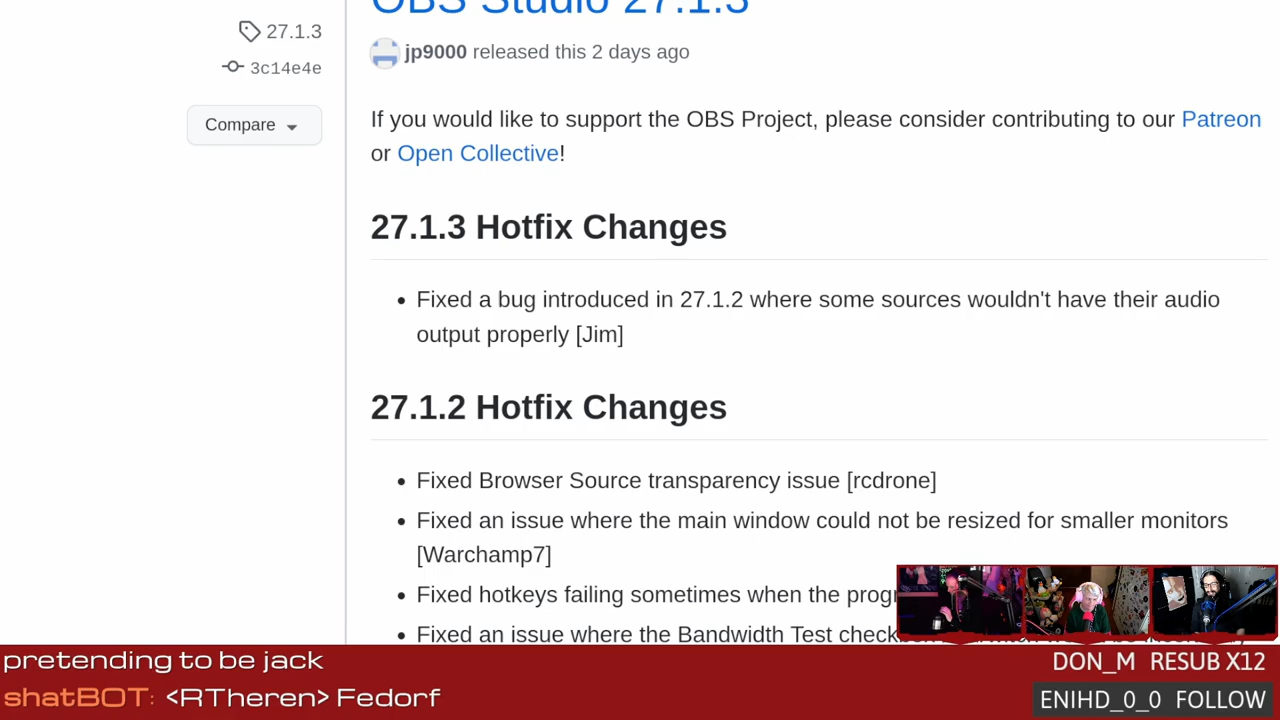 OBS Studio 27.1.3
27.1.3
jp9000 released this 2 days ago
3c14e4e
Compare
If you would like to support the OBS Project, please consider contributing to our Patreon
or Open Collective!
27.1.3 Hotfix Changes
Fixed a bug introduced in 27.1.2 where some sources wouldn't have their audio
output properly [Jim]
27.1.2 Hotfix Changes
Fixed Browser Source transparency issue [rcdrone]
Fixed an issue where the main window could not be resized for smaller monitors
[Warchamp7]
Fixed hotkeys failing sometimes when the
Fixed an issue where the Bandwidth Test
pretending to be jack
shatBOT: <RTheren> Fedorf
DON_M RESUB X12
ENIHD_0_0 FOLLOW